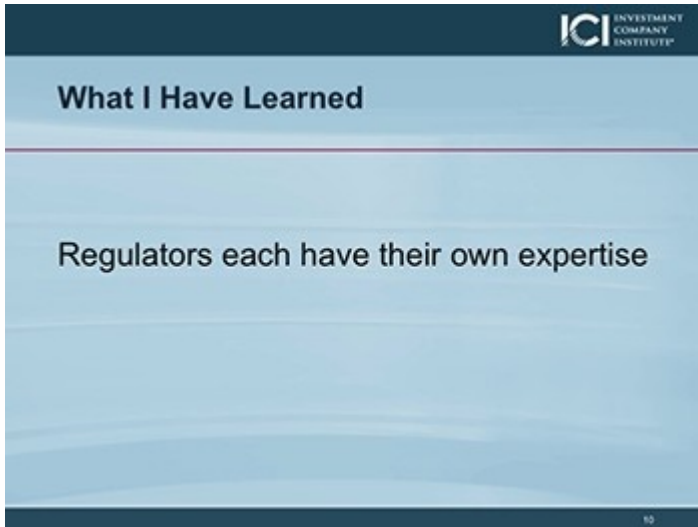 ICI INVESTMENT
COMPANY
INSTITUTE®
What I Have Learned
Regulators each have their own expertise
10